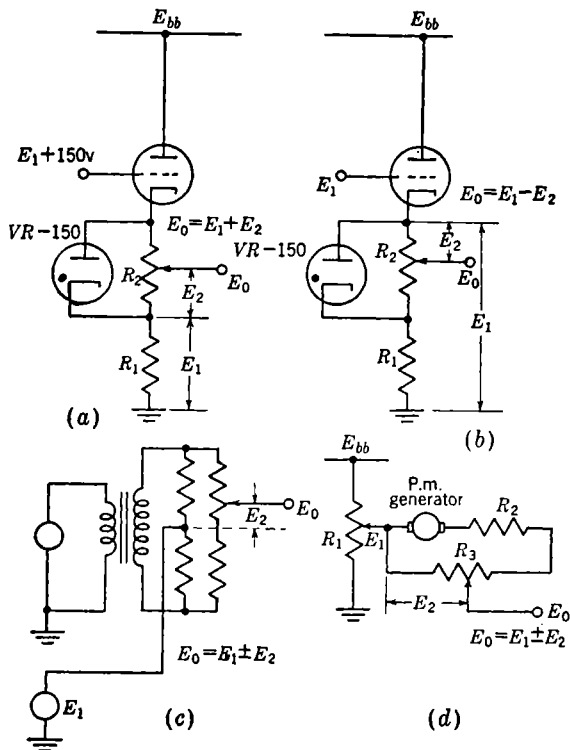 E_bb
E_1+150v
VR-150
E_0=E_1+E_2
R_2
E_0
E_2
R_1
E_1
(a)
E_bb
E_1
E_0=E_1-E_2
VR-150
R_2
E_2
E_0
E_1
R_1
(b)
E_0
E_2
E_0=E_1±E_2
E_1
(c)
E_bb
P.m.
generator
R_1
E_1
R_2
R_3
E_2
E_0
E_0=E_1±E_2
(d)